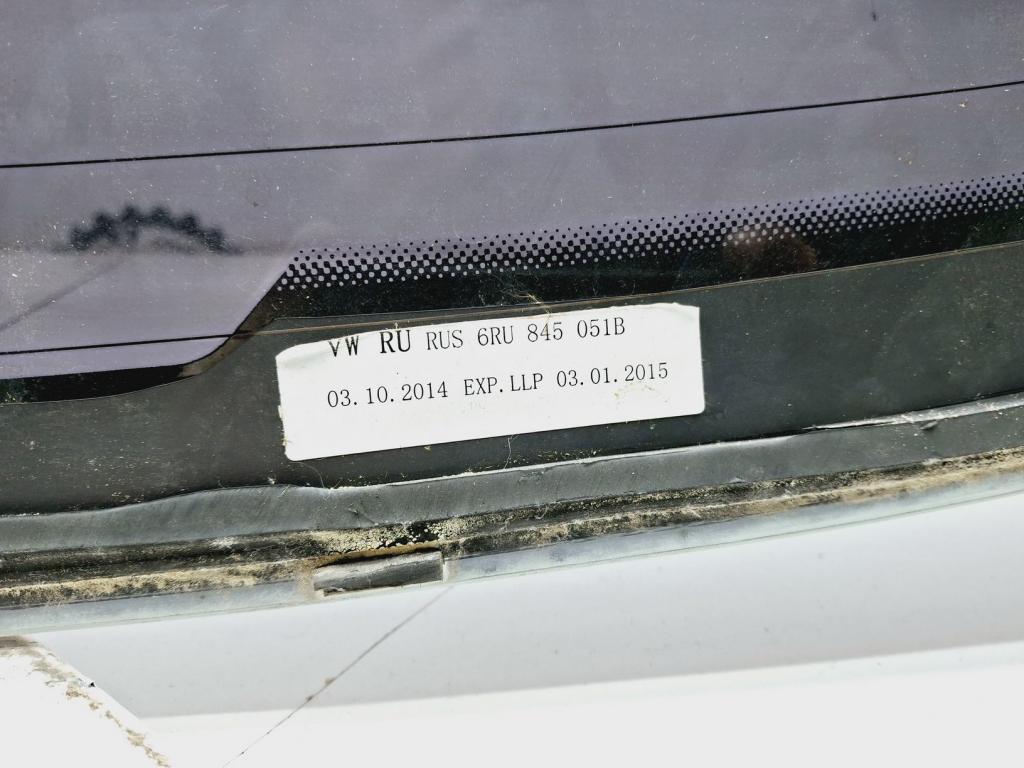 VW RU RUS 6RU 845 051B
03.10.2014 EXP.LLP 03.01.2015